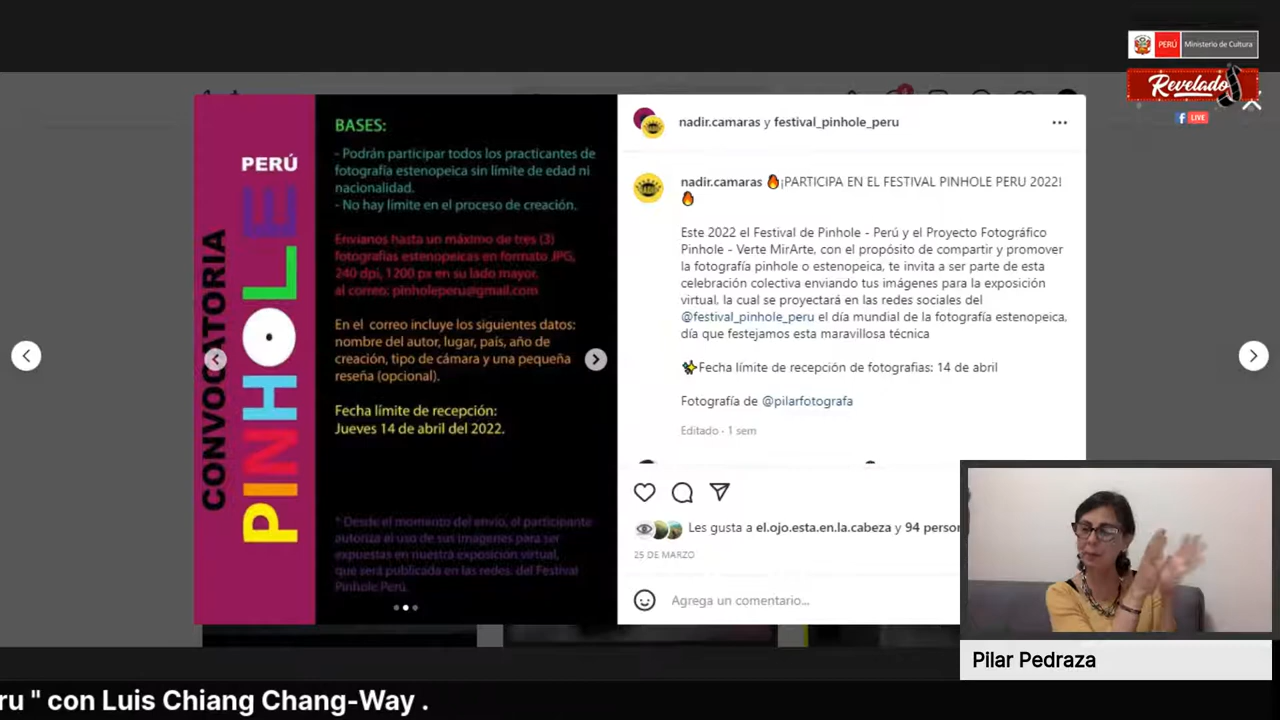 PERÚ
Ministerio de Cultura
Revelados
LIVE
CONVOCATORIA
PINHOLE
PERÚ
BASES:
- Podrán participar todos los practicantes de
fotografía estenopeica sin límite de edad ni
nacionalidad.
- No hay límite en el proceso de creación.
Envianos hasta un máximo de tres (3)
fotografías estenopeicas en formato JPG,
240 dpi, 1200 px en su lado mayor.
al correo: pinholeperu@gmail.com
En el correo incluye los siguientes datos:
nombre del autor, lugar, país, año de
creación, tipo de cámara y una pequeña
reseña (opcional).
Fecha límite de recepción:
Jueves 14 de abril del 2022.
* Desde el momento del envío, el participante
autoriza el uso de sus imágenes para ser
expuestas en nuestra exposición virtual,
que será publicada en las redes. del Festival
Pinhole Perú.
nadir.camaras y festival_pinhole_peru
nadir.camaras 🔥¡PARTICIPA EN EL FESTIVAL PINHOLE PERU 2022!
🔥
Este 2022 el Festival de Pinhole - Perú y el Proyecto Fotográfico
Pinhole - Verte MirArte, con el propósito de compartir y promover
la fotografía pinhole o estenopeica, te invita a ser parte de esta
celebración colectiva enviando tus imágenes para la exposición
virtual, la cual se proyectará en las redes sociales del
@festival_pinhole_peru el día mundial de la fotografía estenopeica,
día que festejamos esta maravillosa técnica
✨Fecha límite de recepción de fotografias: 14 de abril
Fotografía de @pilarfotografa
Editado · 1 sem
Les gusta a el.ojo.esta.en.la.cabeza y 94 person
25 DE MARZO
Agrega un comentario...
Pilar Pedraza
ru " con Luis Chiang Chang-Way .